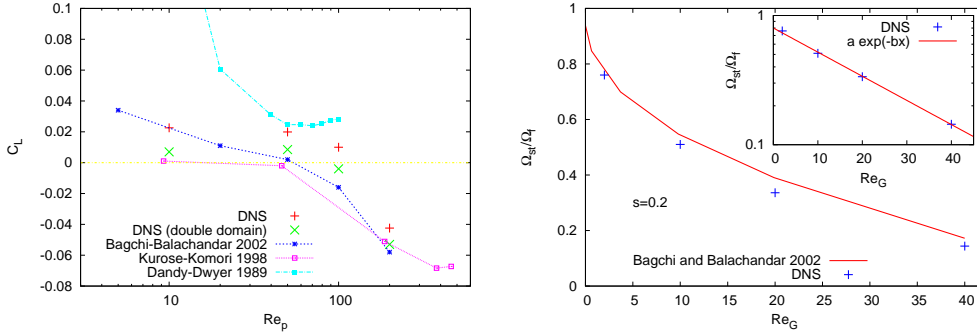 0.1
0.08
0.06
0.04
0.02
0
-0.02
-0.04
-0.06
-0.08
C_L
10
100
Re_p
DNS
DNS (double domain)
Bagchi-Balachandar 2002
Kurose-Komori 1998
Dandy-Dwyer 1989
1
0.8
0.6
0.4
0.2
0
Ω_st/Ω_f
0 5 10 15 20 25 30 35 40
Re_G
s=0.2
Bagchi and Balachandar 2002
DNS
1
0.1
Ω_st/Ω_f
0 10 20 30 40
Re_G
DNS
a exp(-bx)